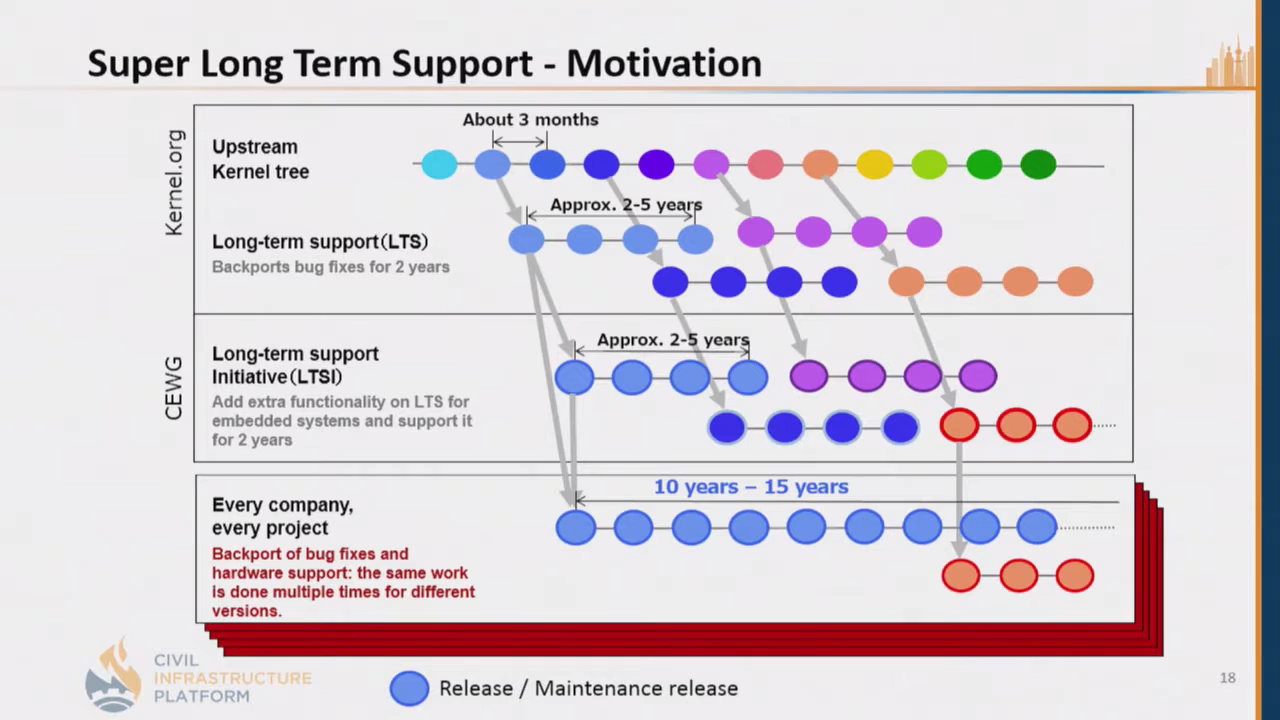 Super Long Term Support - Motivation
Kernel.org
About 3 months
Upstream
Kernel tree
Approx. 2-5 years
Long-term support(LTS)
Backports bug fixes for 2 years
CEWG
Approx. 2-5 years
Long-term support
Initiative(LTSI)
Add extra functionality on LTS for
embedded systems and support it
for 2 years
10 years – 15 years
Every company,
every project
Backport of bug fixes and
hardware support: the same work
is done multiple times for different
versions.
CIVIL
INFRASTRUCTURE
PLATFORM
Release / Maintenance release
18